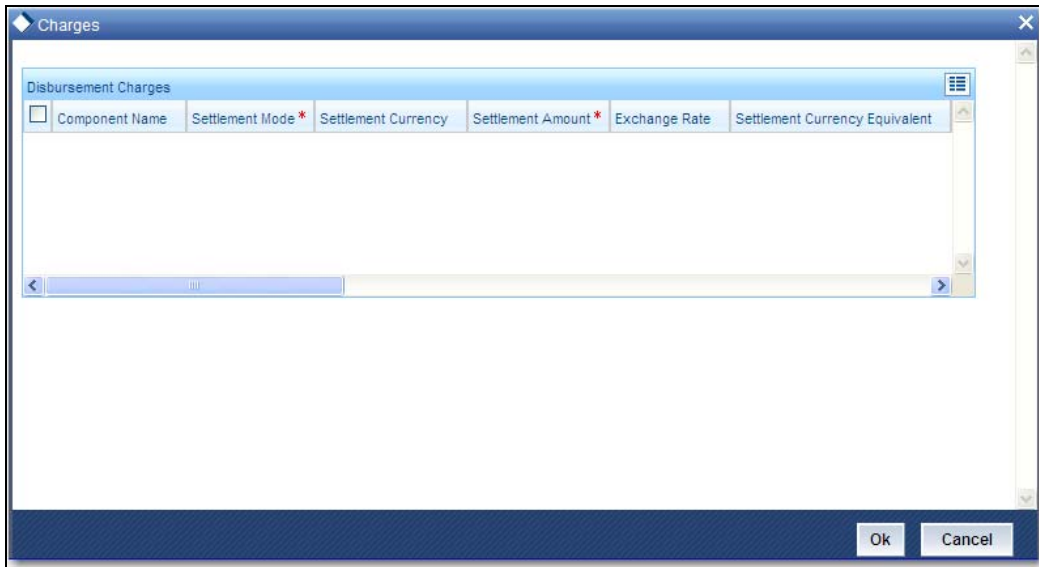 Charges
Disbursement Charges
Component Name Settlement Mode * Settlement Currency Settlement Amount * Exchange Rate Settlement Currency Equivalent
Ok Cancel